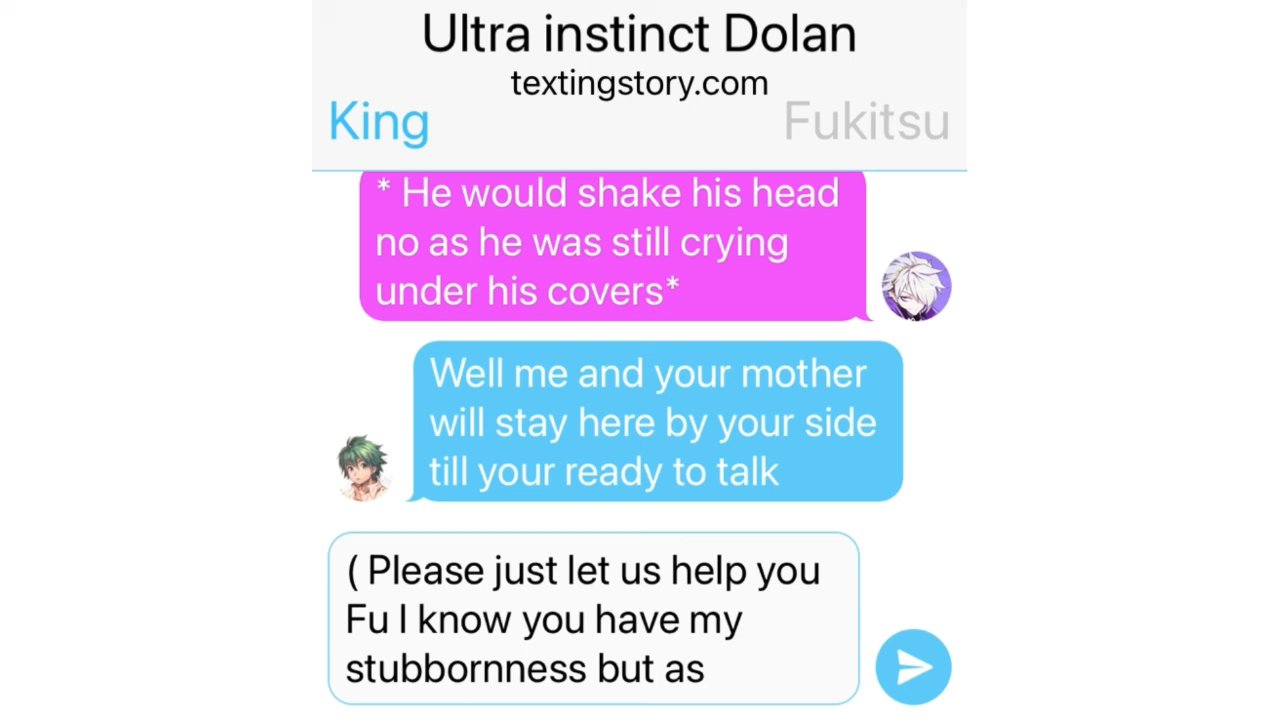 Ultra instinct Dolan
textingstory.com
King
Fukitsu
* He would shake his head
no as he was still crying
under his covers*
Well me and your mother
will stay here by your side
till your ready to talk
( Please just let us help you
Fu I know you have my
stubbornness but as